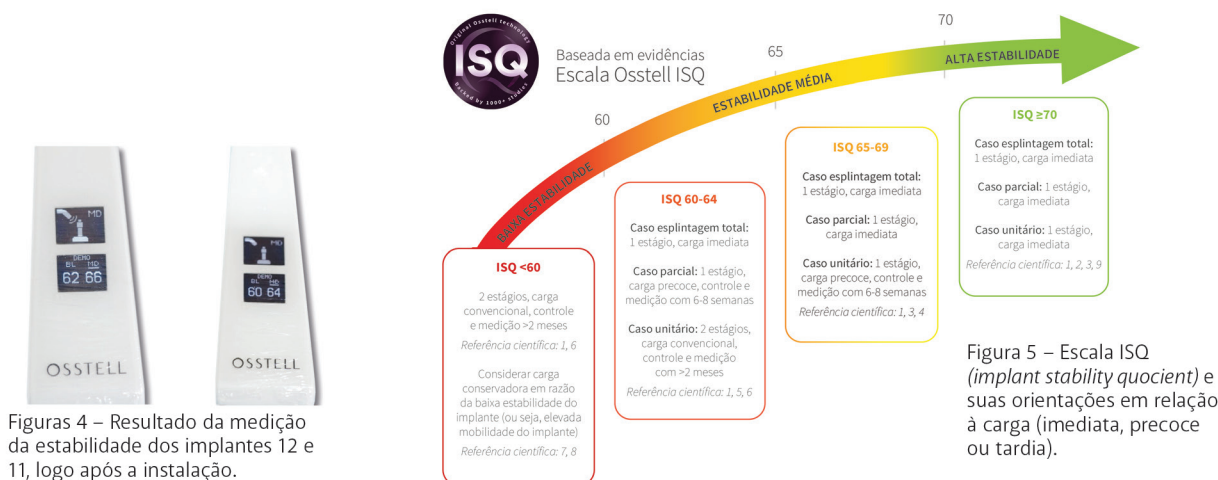 MD
DEMO
BL MD
62 66
OSSTELL
MD
DEMO
BL MD
60 64
OSSTELL
Figuras 4 – Resultado da medição
da estabilidade dos implantes 12 e
11, logo após a instalação.
Original Osstell technology
ISQ
Backed by 1000+ studies
Baseada em evidências
Escala Osstell ISQ
60
65
70
BAIXA ESTABILIDADE
ESTABILIDADE MÉDIA
ALTA ESTABILIDADE
ISQ <60
2 estágios, carga
convencional, controle
e medição >2 meses
Referência científica: 1, 6
Considerar carga
conservadora em razão
da baixa estabilidade do
implante (ou seja, elevada
mobilidade do implante)
Referência científica: 7, 8
ISQ 60-64
Caso esplintagem total:
1 estágio, carga imediata
Caso parcial: 1 estágio,
carga precoce, controle e
medição com 6-8 semanas
Caso unitário: 2 estágios,
carga convencional,
controle e medição
com >2 meses
Referência científica: 1, 5, 6
ISQ 65-69
Caso esplintagem total:
1 estágio, carga imediata
Caso parcial: 1 estágio,
carga imediata
Caso unitário: 1 estágio,
carga precoce, controle e
medição com 6-8 semanas
Referência científica: 1, 3, 4
ISQ ≥70
Caso esplintagem total:
1 estágio, carga imediata
Caso parcial: 1 estágio,
carga imediata
Caso unitário: 1 estágio,
carga imediata
Referência científica: 1, 2, 3, 9
Figura 5 – Escala ISQ
(implant stability quocient) e
suas orientações em relação
à carga (imediata, precoce
ou tardia).